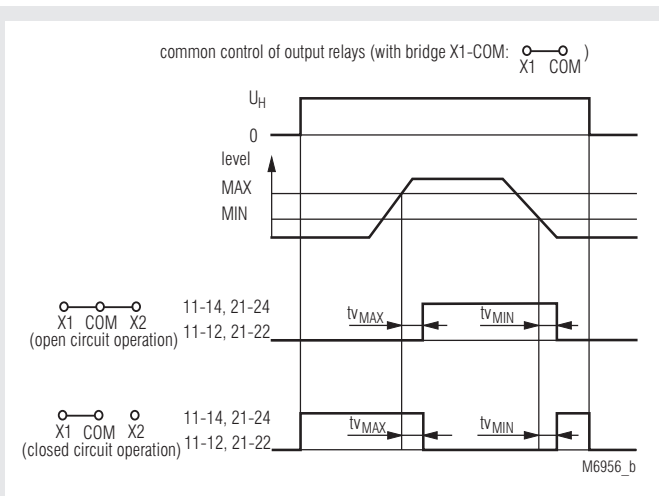 common control of output relays (with bridge X1-COM: X1 COM )
UH
0
level
MAX
MIN
X1 COM X2
(open circuit operation)
11-14, 21-24
11-12, 21-22
tvMAX
tvMIN
X1 COM X2
(closed circuit operation)
11-14, 21-24
11-12, 21-22
tvMAX
tvMIN
M6956_b